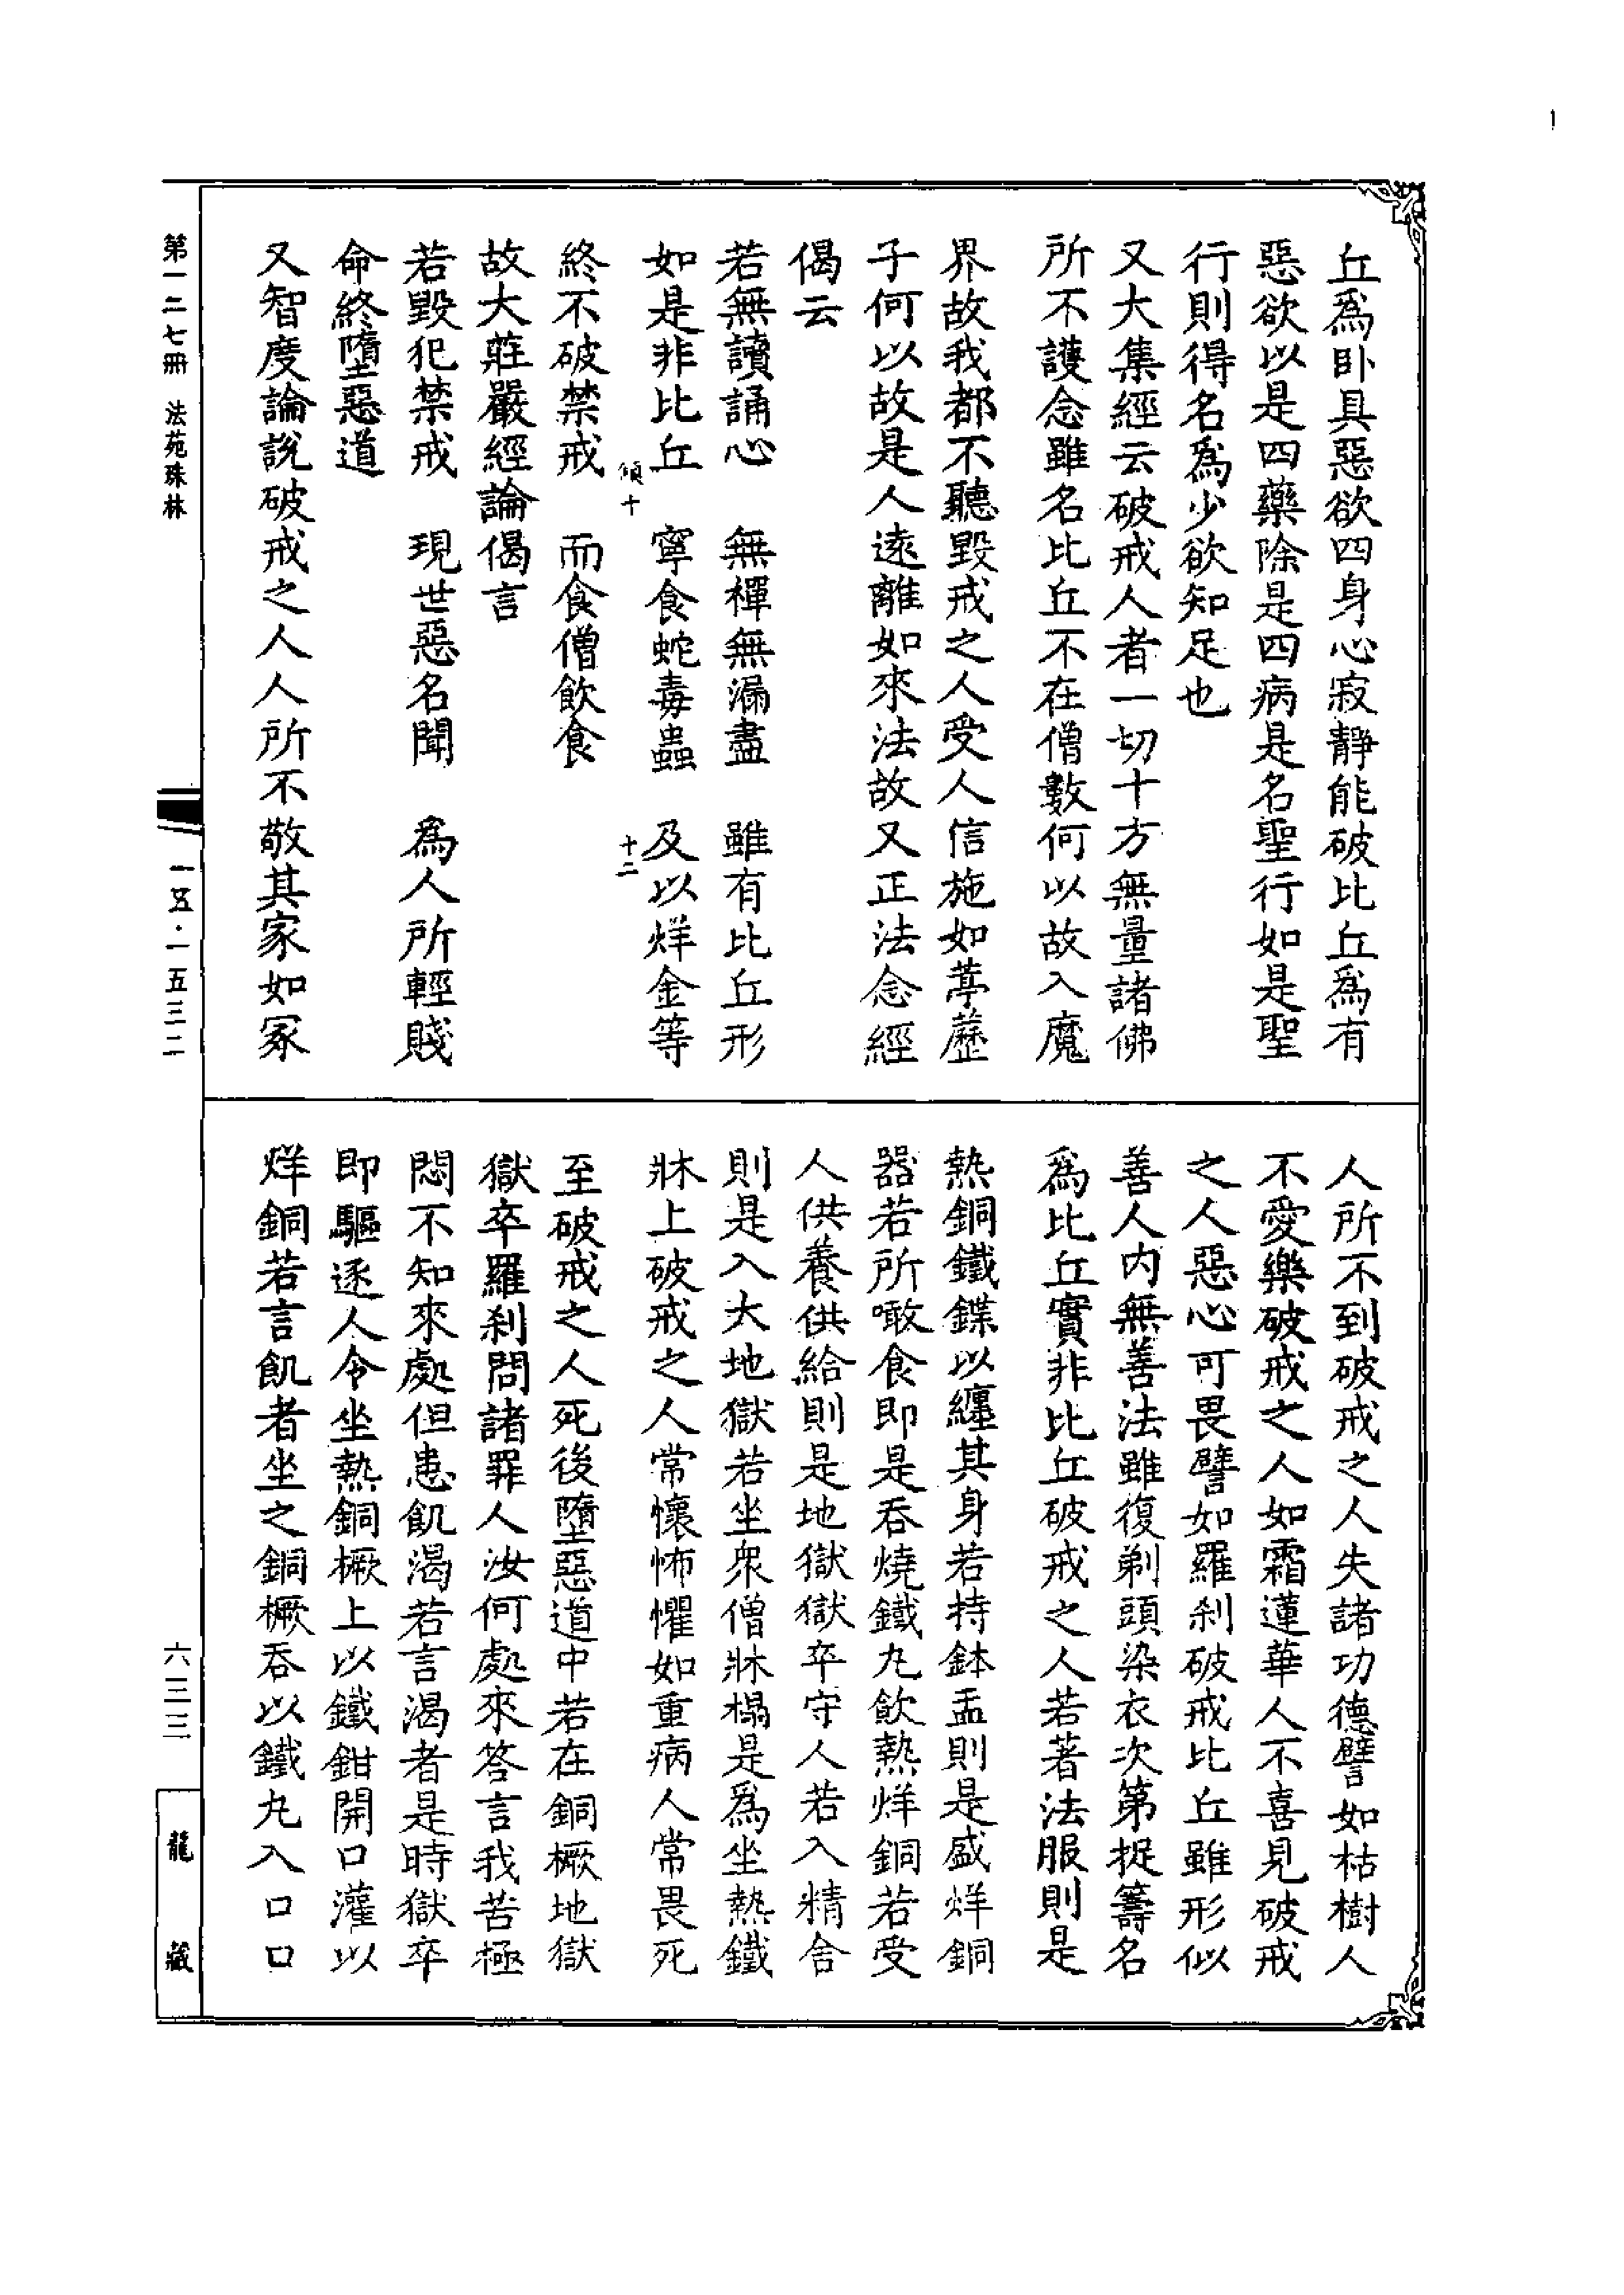 丘爲卧具惡欲四身心寂靜能破比丘爲有
惡欲以是四藥除是四病是名聖行如是聖
行則得名爲少欲知足也
又大集經云破戒人者一切十方無量諸佛
所不護念雖名比丘不在僧數何以故入魔
界故我都不聽毀戒之人受人信施如葶藶
子何以故是人遠離如來法故又正法念經
偈云
若無讀誦心　無禪無漏盡　雖有比丘形
如是非比丘　寧食蛇毒蟲　及以烊金等
傾十　十二
終不破禁戒　而食僧飲食
故大莊嚴經論偈言
若毀犯禁戒　現世惡名聞　爲人所輕賤
命終墮惡道
又智度論說破戒之人人所不敬其家如冢
人所不到破戒之人失諸功德譬如枯樹人
不愛樂破戒之人如霜蓮華人不喜見破戒
之人惡心可畏譬如羅刹破戒比丘雖形似
善人内無善法雖復剃頭染衣次第捉籌名
爲比丘實非比丘破戒之人若著法服則是
熱銅鐵鍱以纏其身若持鉢盂則是盛烊銅
器若所噉食即是吞燒鐵丸飲熱烊銅若受
人供養供給則是地獄獄卒守人若入精舍
則是入大地獄若坐衆僧牀榻是爲坐熱鐵
牀上破戒之人常懷怖懼如重病人常畏死
至破戒之人死後墮惡道中若在銅橛地獄
獄卒羅刹問諸罪人汝何處來答言我苦極
悶不知來處但患飢渴若言渴者是時獄卒
即驅逐人令坐熱銅橛上以鐵鉗開口灌以
烊銅若言飢者坐之銅橛吞以鐵丸入口口
第一二七冊　法苑珠林
一五·一五三二
六三三
龍藏
1